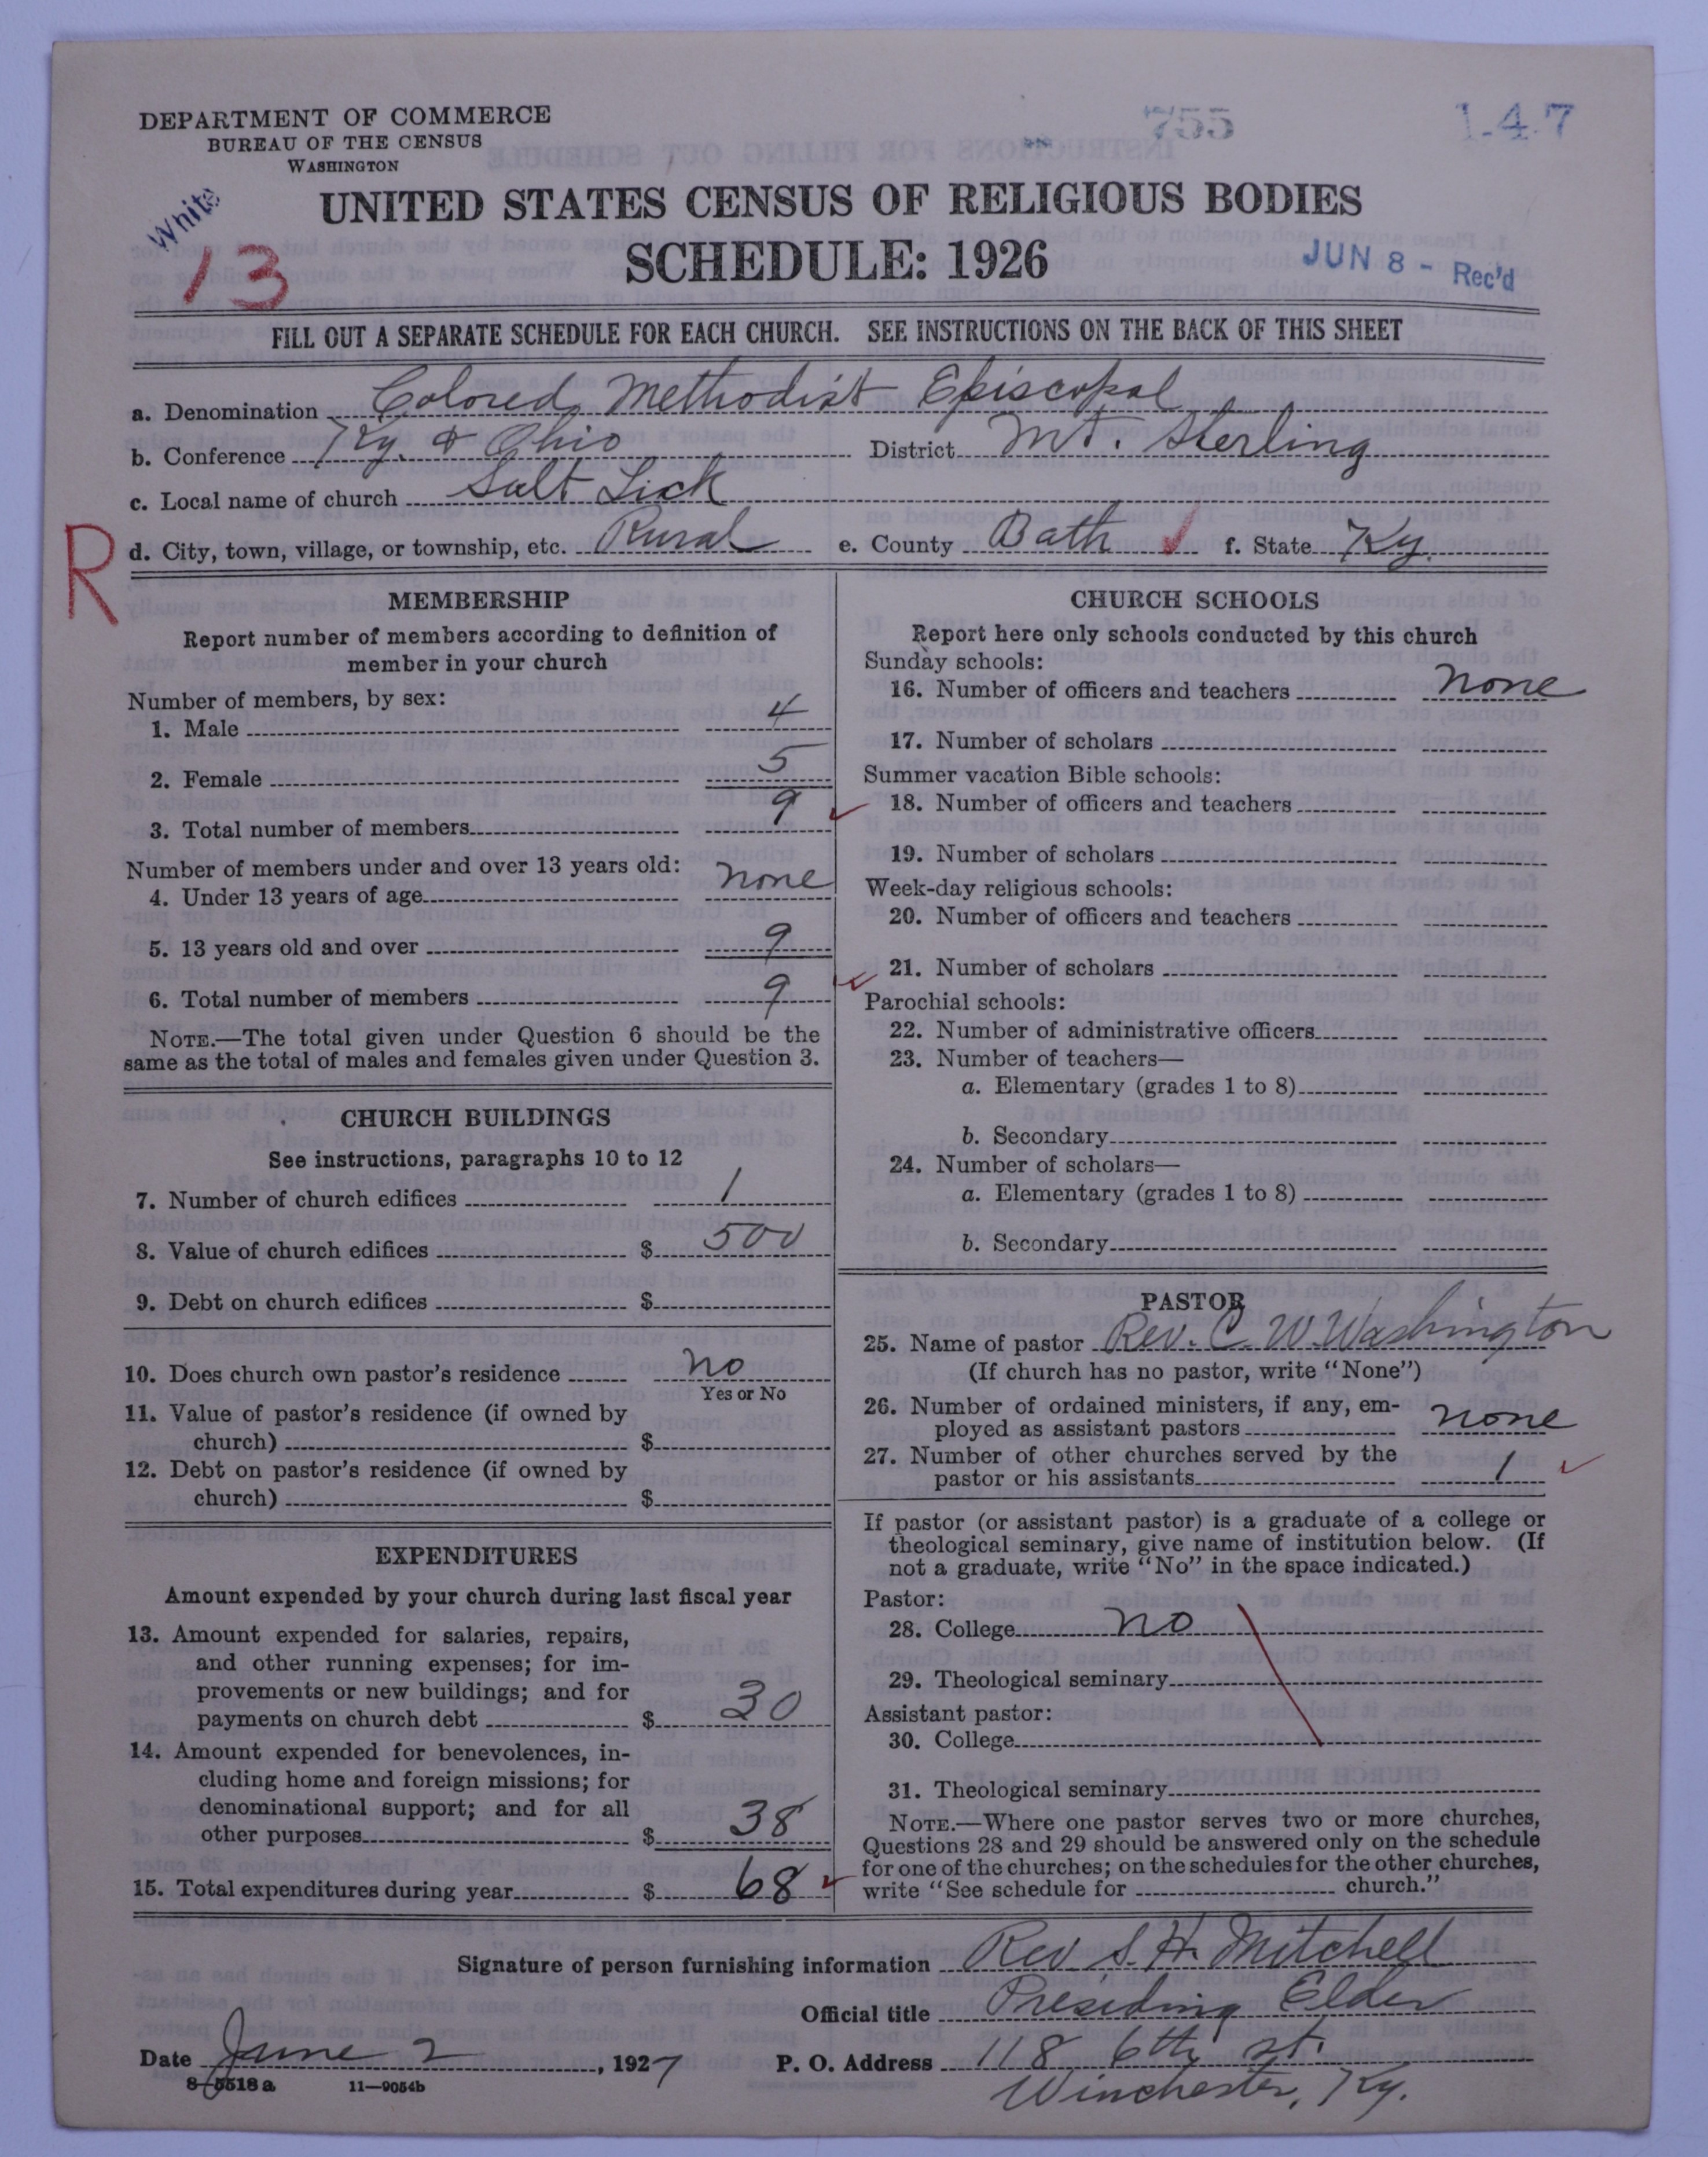 DEPARTMENT OF COMMERCE
BUREAU OF THE CENSUS
WASHINGTON
1-47
White
13
UNITED STATES CENSUS OF RELIGIOUS BODIES
SCHEDULE: 1926
JUN 8 - Rec'd
FILL OUT A SEPARATE SCHEDULE FOR EACH CHURCH. SEE INSTRUCTIONS ON THE BACK OF THIS SHEET
a. Denomination Colored Methodist Episcopal
b. Conference Ky. & Ohio District Mt. Sterling
c. Local name of church Salt Lick
R
d. City, town, village, or township, etc. Rural e. County Bath f. State Ky.
MEMBERSHIP
Report number of members according to definition of
member in your church
Number of members, by sex:
1. Male 4
2. Female 5
3. Total number of members 9
Number of members under and over 13 years old:
4. Under 13 years of age none
5. 13 years old and over 9
6. Total number of members 9
NOTE.—The total given under Question 6 should be the
same as the total of males and females given under Question 3.
CHURCH BUILDINGS
See instructions, paragraphs 10 to 12
7. Number of church edifices 1
8. Value of church edifices $ 500
9. Debt on church edifices $
10. Does church own pastor's residence no
Yes or No
11. Value of pastor's residence (if owned by
church) $
12. Debt on pastor's residence (if owned by
church) $
EXPENDITURES
Amount expended by your church during last fiscal year
13. Amount expended for salaries, repairs,
and other running expenses; for im-
provements or new buildings; and for
payments on church debt $ 30
14. Amount expended for benevolences, in-
cluding home and foreign missions; for
denominational support; and for all
other purposes $ 38
15. Total expenditures during year $ 68
CHURCH SCHOOLS
Report here only schools conducted by this church
Sunday schools:
16. Number of officers and teachers none
17. Number of scholars
Summer vacation Bible schools:
18. Number of officers and teachers
19. Number of scholars
Week-day religious schools:
20. Number of officers and teachers
21. Number of scholars
Parochial schools:
22. Number of administrative officers
23. Number of teachers—
a. Elementary (grades 1 to 8)
b. Secondary
24. Number of scholars—
a. Elementary (grades 1 to 8)
b. Secondary
PASTOR
25. Name of pastor Rev. C. W. Washington
(If church has no pastor, write "None")
26. Number of ordained ministers, if any, em-
ployed as assistant pastors none
27. Number of other churches served by the
pastor or his assistants 1
If pastor (or assistant pastor) is a graduate of a college or
theological seminary, give name of institution below. (If
not a graduate, write "No" in the space indicated.)
Pastor:
28. College no
29. Theological seminary
Assistant pastor:
30. College
31. Theological seminary
NOTE.—Where one pastor serves two or more churches,
Questions 28 and 29 should be answered only on the schedule
for one of the churches; on the schedules for the other churches,
write "See schedule for church."
Signature of person furnishing information Rev S. H. Mitchell
Official title Presiding Elder
Date June 2, 1927 P. O. Address 118 6th st.
8-5518 a 11—9054b Winchester, Ky.